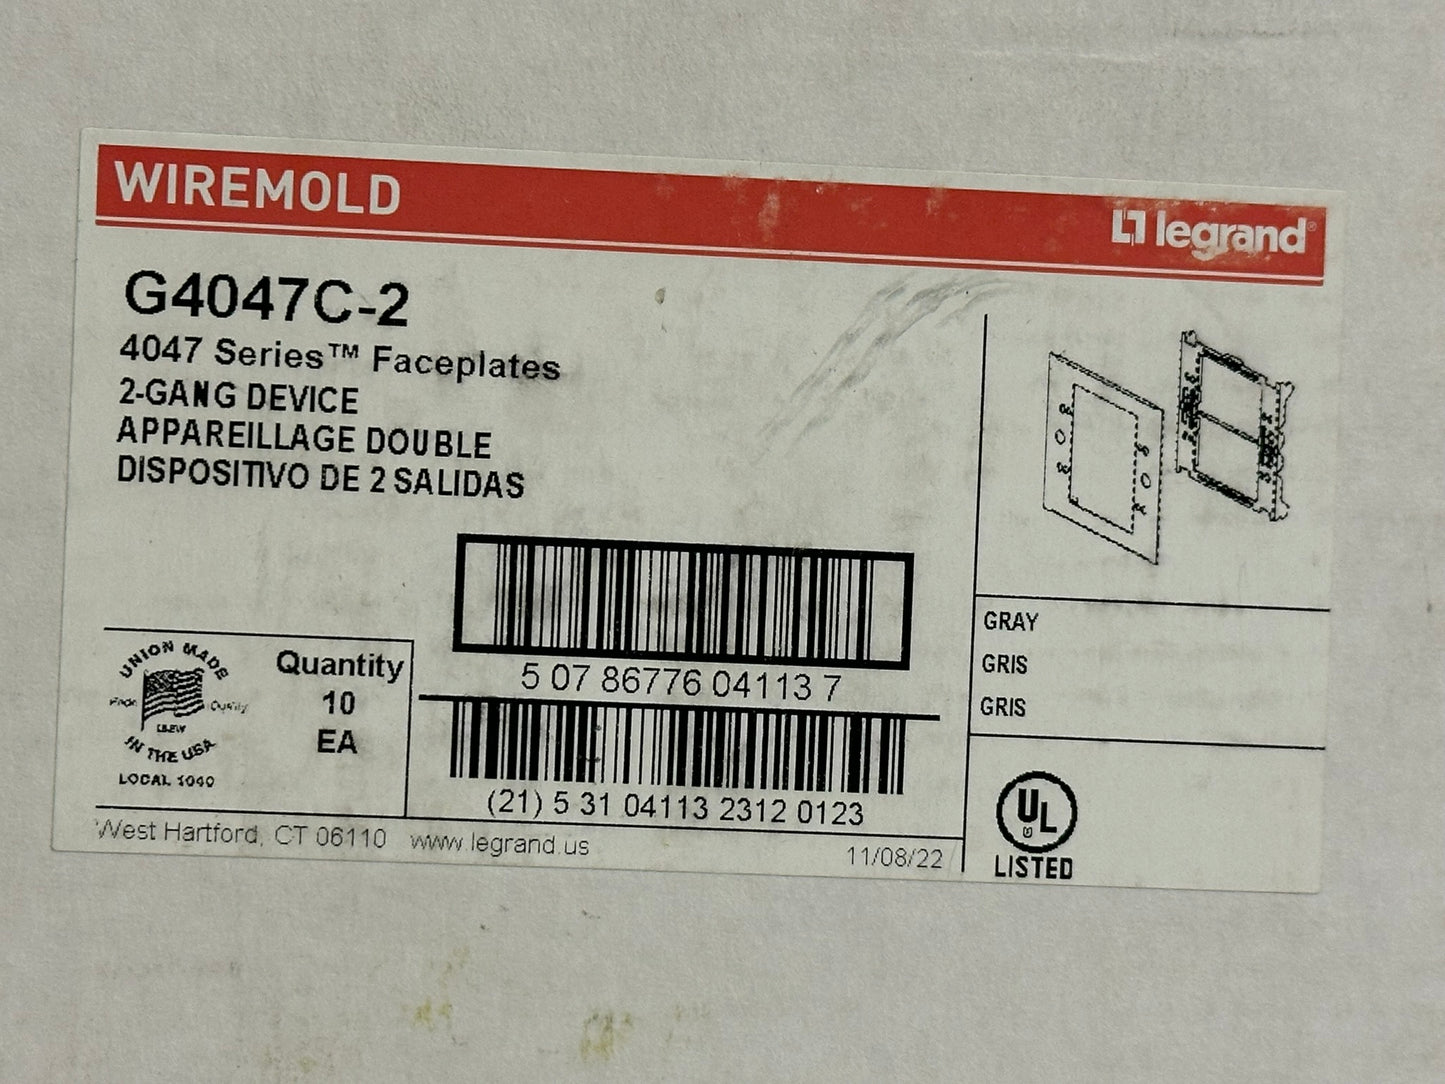 WIREMOLD
legrand®
G4047C-2
4047 Series™ Faceplates
2-GANG DEVICE
APPAREILLAGE DOUBLE
DISPOSITIVO DE 2 SALIDAS
5 07 86776 04113 7
(21) 5 31 04113 2312 0123
UNION MADE
Made Quality
I.B.E.W
IN THE USA
LOCAL 1040
Quantity
10
EA
West Hartford, CT 06110 www.legrand.us
11/08/22
GRAY
GRIS
GRIS
UL
LISTED